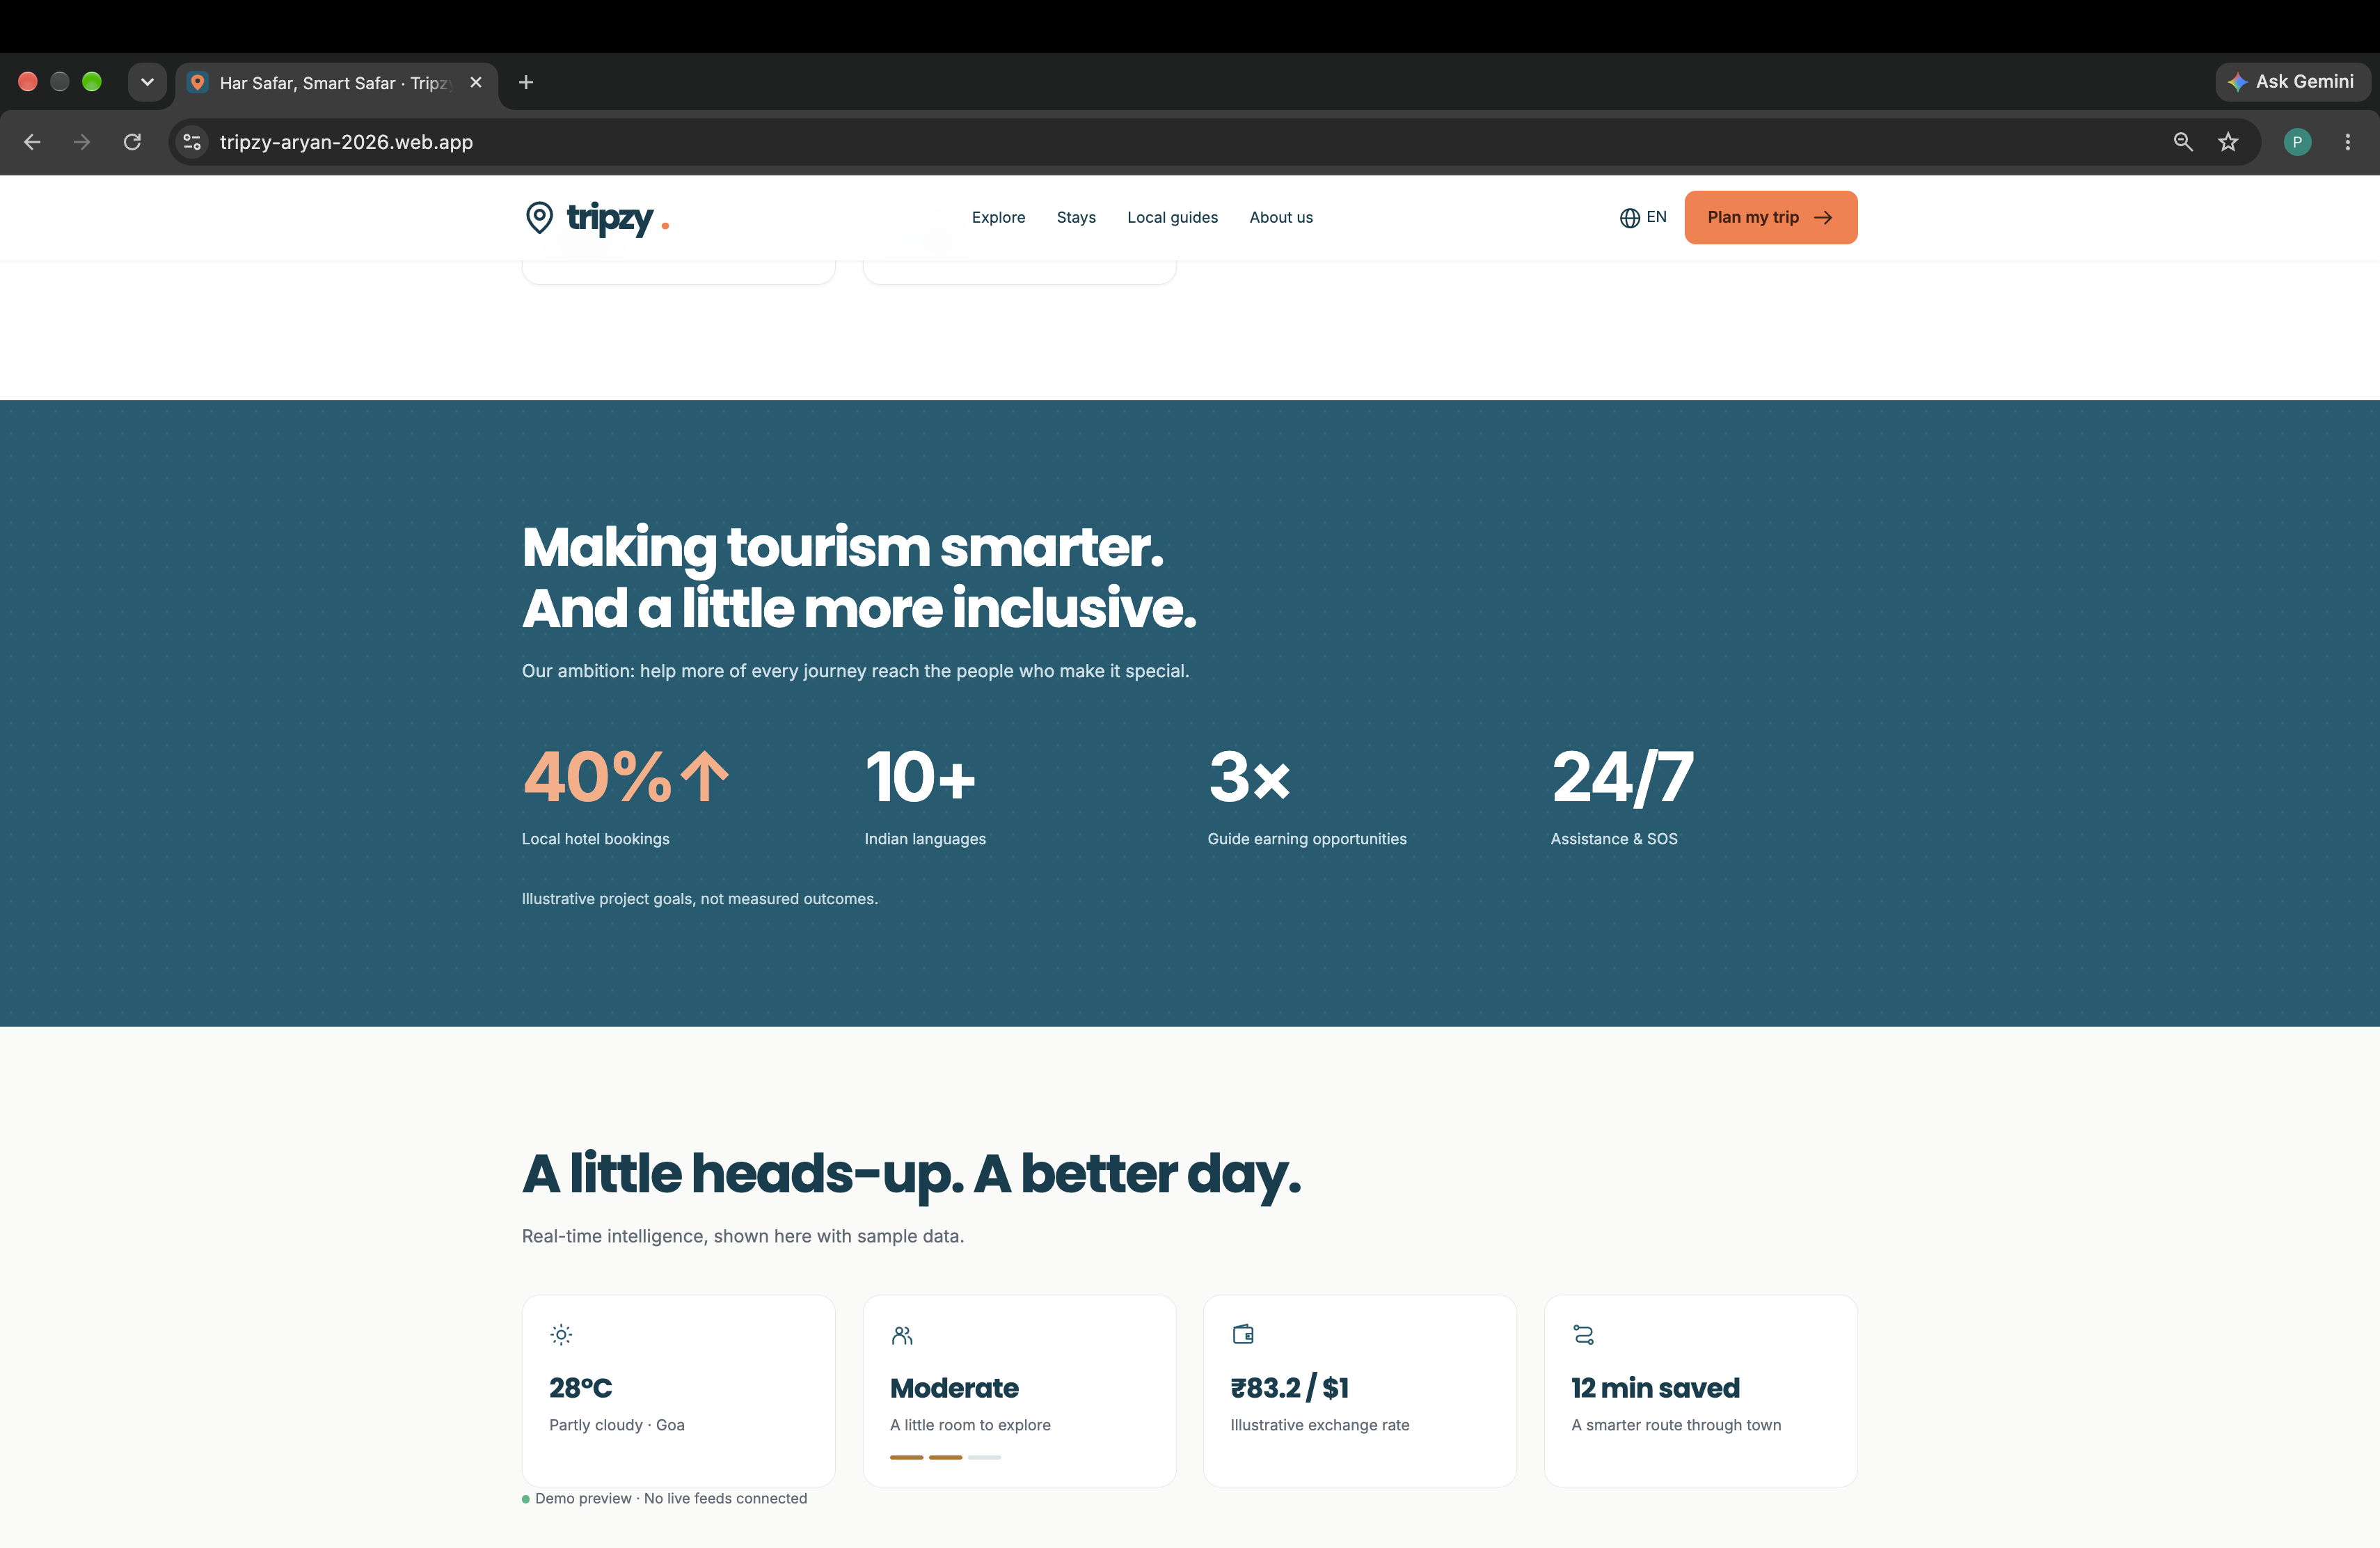 Har Safar, Smart Safar · Tripzy
Ask Gemini
tripzy-aryan-2026.web.app
P
tripzy.
Explore
Stays
Local guides
About us
EN
Plan my trip →
Making tourism smarter.
And a little more inclusive.
Our ambition: help more of every journey reach the people who make it special.
40%↑
Local hotel bookings
10+
Indian languages
3×
Guide earning opportunities
24/7
Assistance & SOS
Illustrative project goals, not measured outcomes.
A little heads-up. A better day.
Real-time intelligence, shown here with sample data.
28°C
Partly cloudy · Goa
Moderate
A little room to explore
₹83.2 / $1
Illustrative exchange rate
12 min saved
A smarter route through town
Demo preview · No live feeds connected